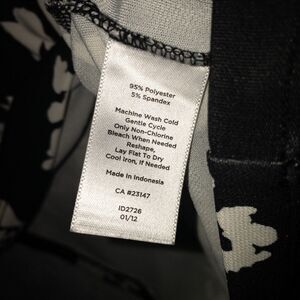 95% Polyester
5% Spandex
Machine Wash Cold
Gentle Cycle
Only Non-Chlorine
Bleach When Needed
Reshape,
Lay Flat To Dry
Cool Iron, If Needed
Made in Indonesia
CA #23147
ID2726
01/12